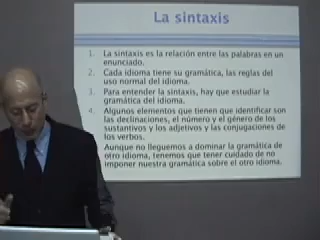 La sintaxis
1. La sintaxis es la relación entre las palabras en un
enunciado.
2. Cada idioma tiene su gramática, las reglas del
uso normal del idioma.
3. Para entender la sintaxis, hay que estudiar la
gramática del idioma.
4. Algunos elementos que tienen que identificar son
las declinaciones, el número y el género de los
sustantivos y los adjetivos y las conjugaciones de
los verbos.
Aunque no lleguemos a dominar la gramática de
otro idioma, tenemos que tener cuidado de no
imponer nuestra gramática sobre el otro idioma.